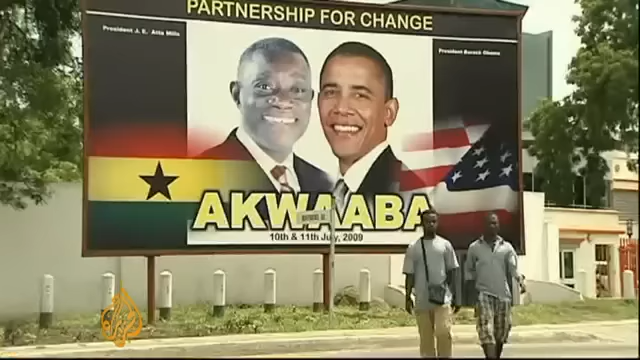 PARTNERSHIP FOR CHANGE
President J. E. Atta Mills
President Barack Obama
AKWAABA
10th & 11th July, 2009